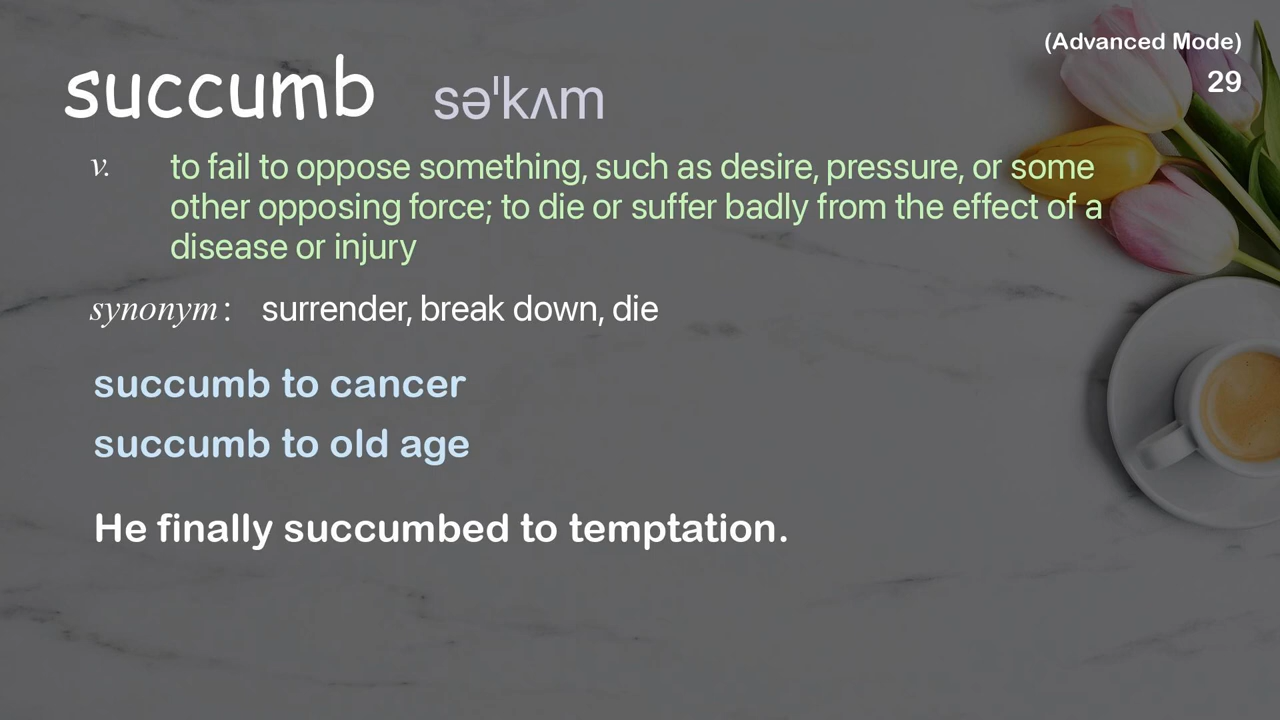 (Advanced Mode)
29
succumb səˈkʌm
v. to fail to oppose something, such as desire, pressure, or some
other opposing force; to die or suffer badly from the effect of a
disease or injury
synonym : surrender, break down, die
succumb to cancer
succumb to old age
He finally succumbed to temptation.